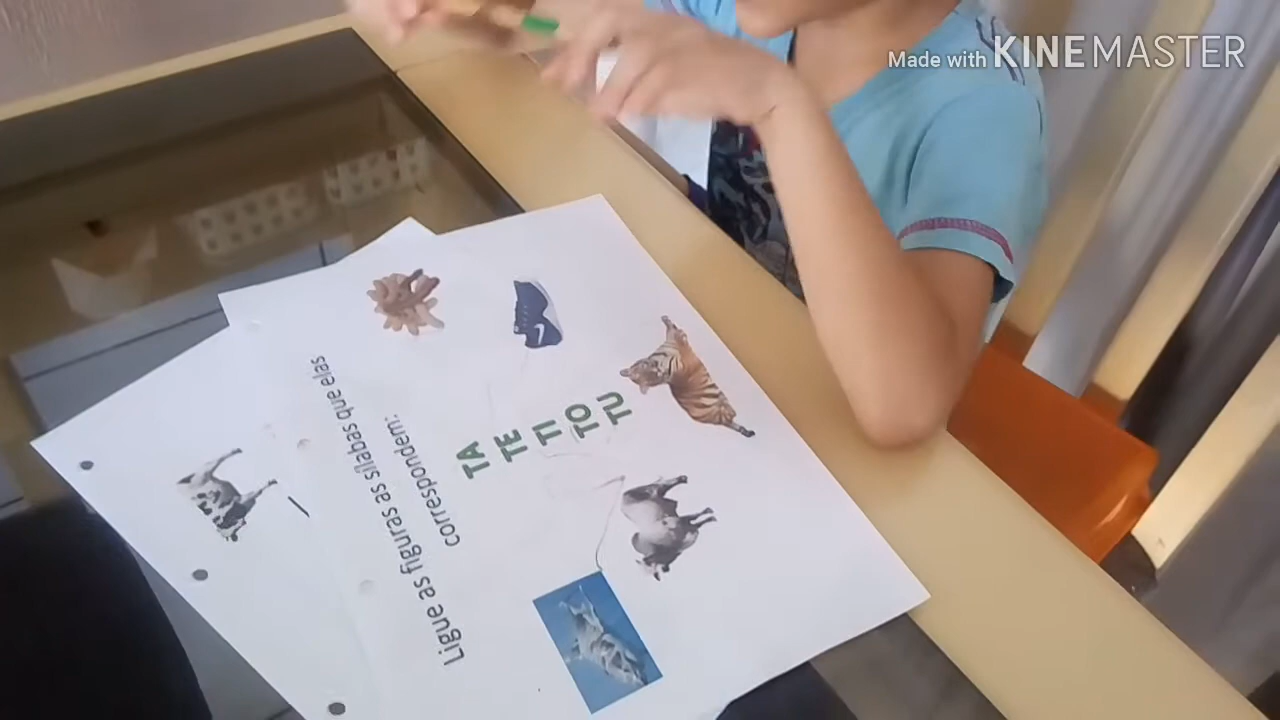 Made with KINEMASTER
Ligue as figuras as sílabas que elas
correspondem:
TA
TE
TI
TO
TU